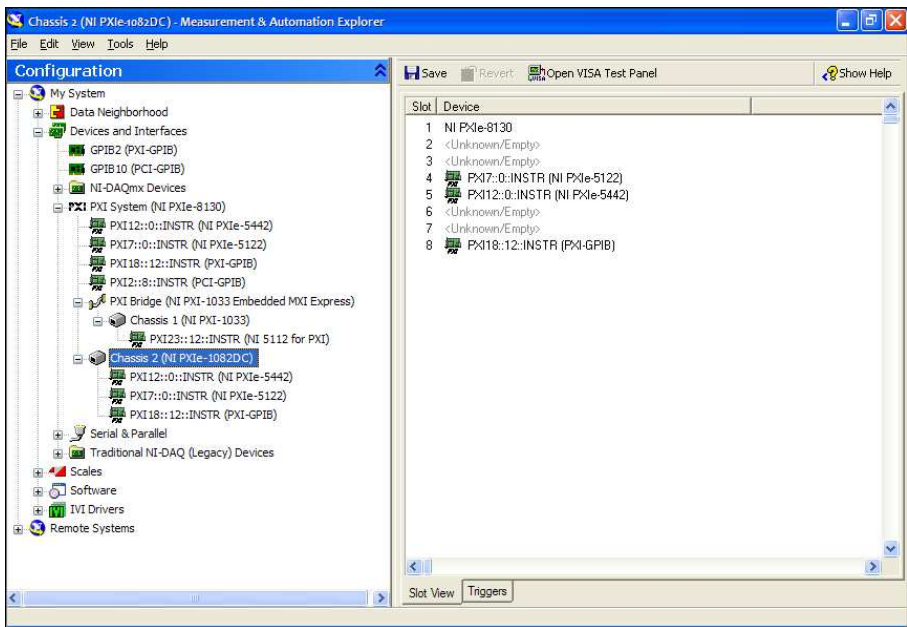 Chassis 2 (NI PXIe-1082DC) - Measurement & Automation Explorer
File Edit View Tools Help
Configuration
My System
Data Neighborhood
Devices and Interfaces
GPIB2 (PXI-GPIB)
GPIB10 (PCI-GPIB)
NI-DAQmx Devices
PXI PXI System (NI PXIe-8130)
PXI12::0::INSTR (NI PXIe-5442)
PXI7::0::INSTR (NI PXIe-5122)
PXI18::12::INSTR (PXI-GPIB)
PXI2::8::INSTR (PCI-GPIB)
PXI Bridge (NI PXI-1033 Embedded MXI Express)
Chassis 1 (NI PXI-1033)
PXI23::12::INSTR (NI 5112 for PXI)
Chassis 2 (NI PXIe-1082DC)
PXI12::0::INSTR (NI PXIe-5442)
PXI7::0::INSTR (NI PXIe-5122)
PXI18::12::INSTR (PXI-GPIB)
Serial & Parallel
Traditional NI-DAQ (Legacy) Devices
Scales
Software
IVI Drivers
Remote Systems
Save Revert Open VISA Test Panel Show Help
Slot Device
1 NI PXIe-8130
2 <Unknown/Empty>
3 <Unknown/Empty>
4 PXI7::0::INSTR (NI PXIe-5122)
5 PXI12::0::INSTR (NI PXIe-5442)
6 <Unknown/Empty>
7 <Unknown/Empty>
8 PXI18::12::INSTR (PXI-GPIB)
Slot View Triggers